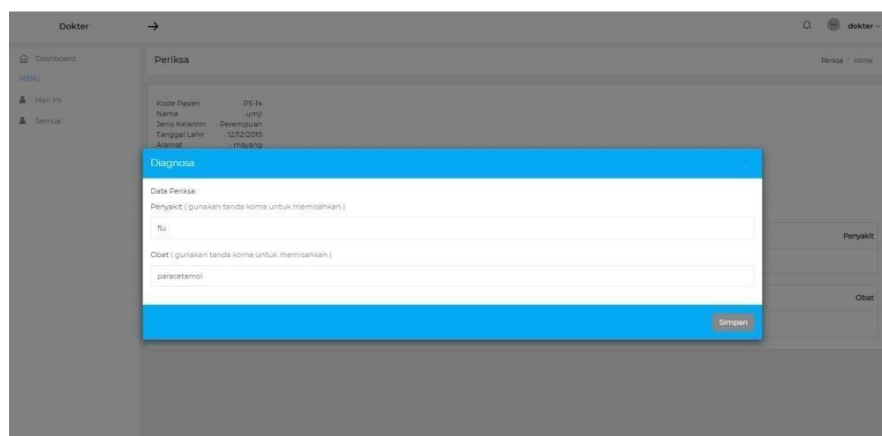 Dokter
dokter
Dashboard
MENU
Hari Ini
Semua
Periksa
Periksa / Home
Kode Pasien : PS-14
Nama : umji
Jenis Kelamin : Perempuan
Tanggal Lahir : 12/12/2015
Alamat : mayang
Diagnosa
Data Periksa
Penyakit ( gunakan tanda koma untuk memisahkan )
flu
Obat ( gunakan tanda koma untuk memisahkan )
paracetamol
Simpan
Penyakit
Obat